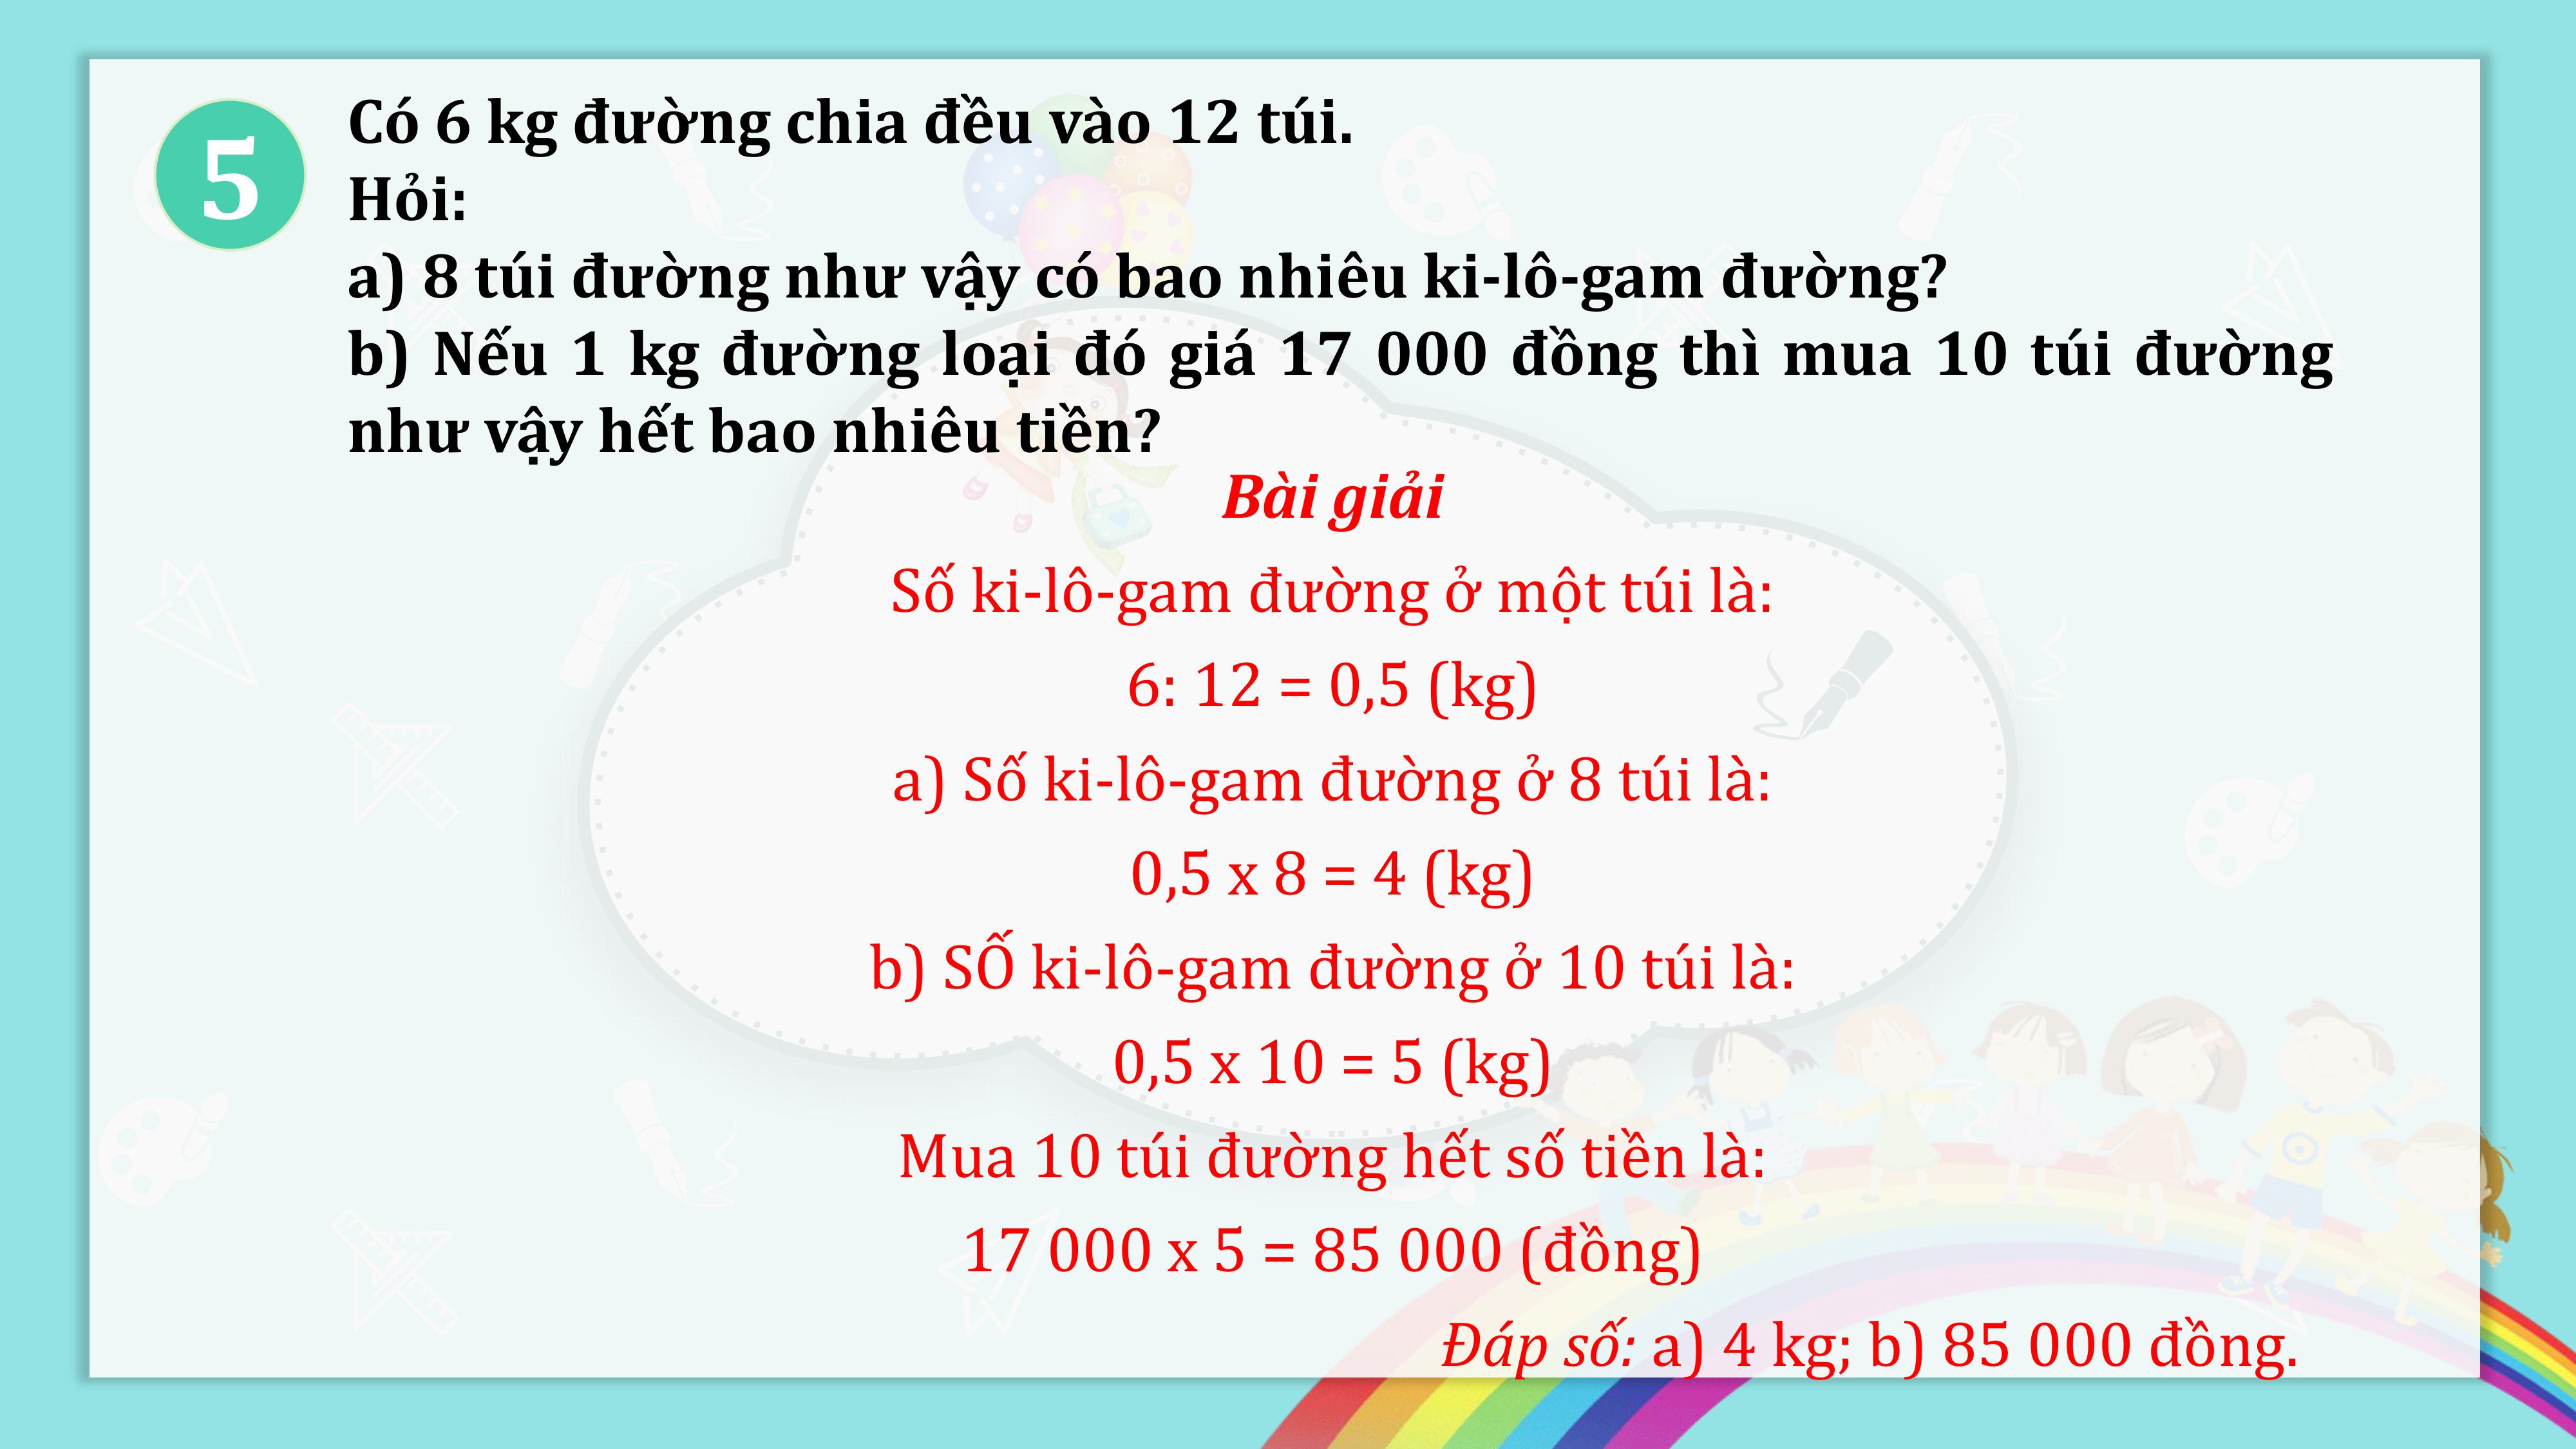 5
Có 6 kg đường chia đều vào 12 túi.
Hỏi:
a) 8 túi đường như vậy có bao nhiêu ki-lô-gam đường?
b) Nếu 1 kg đường loại đó giá 17 000 đồng thì mua 10 túi đường
như vậy hết bao nhiêu tiền?
Bài giải
Số ki-lô-gam đường ở một túi là:
6: 12 = 0,5 (kg)
a) Số ki-lô-gam đường ở 8 túi là:
0,5 x 8 = 4 (kg)
b) SỐ ki-lô-gam đường ở 10 túi là:
0,5 x 10 = 5 (kg)
Mua 10 túi đường hết số tiền là:
17 000 x 5 = 85 000 (đồng)
Đáp số: a) 4 kg; b) 85 000 đồng.